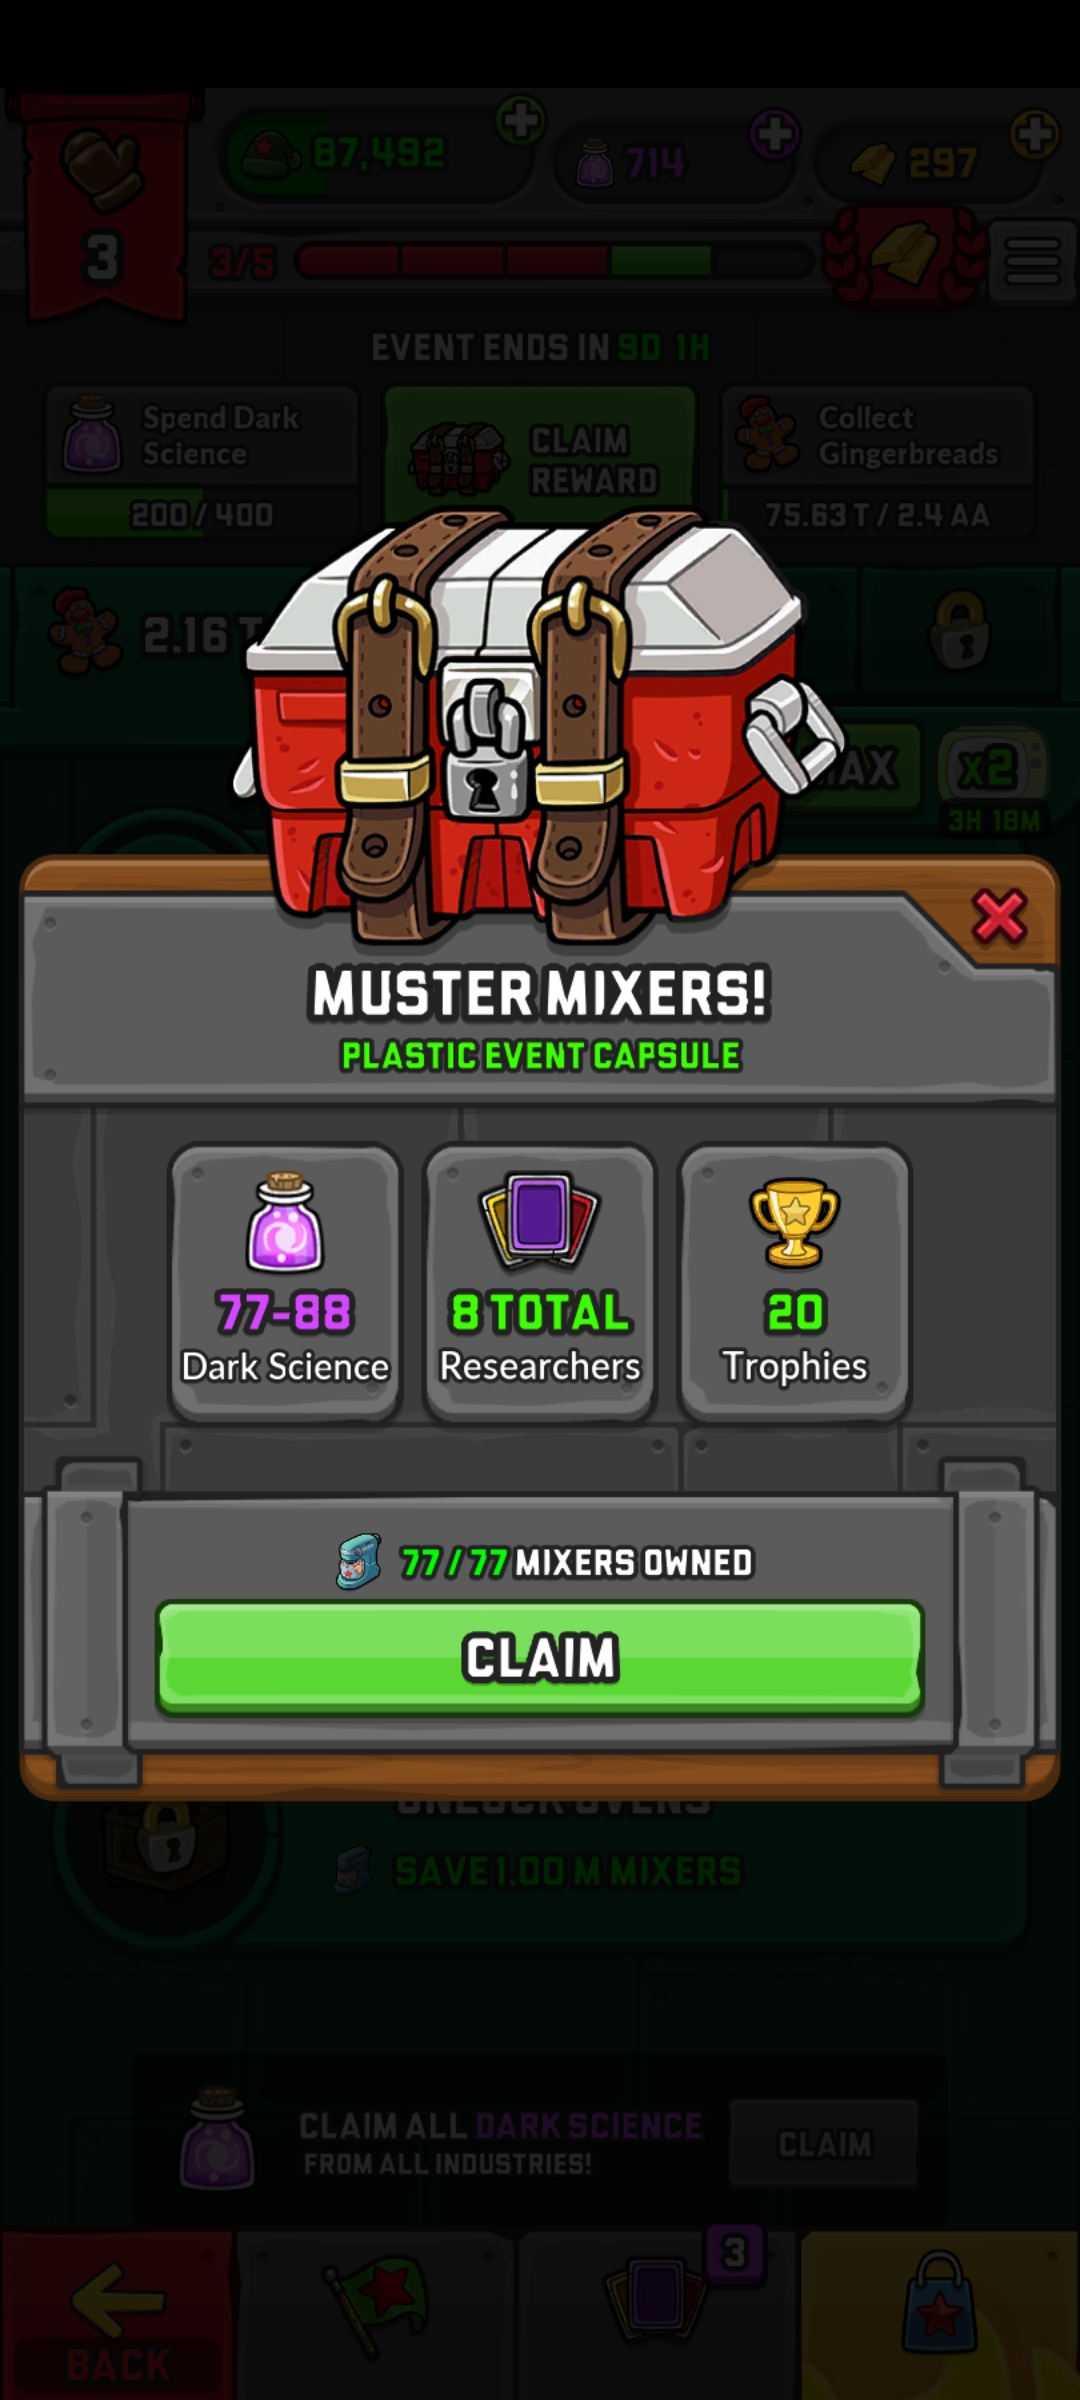 87,492
714
297
3
3/5
EVENT ENDS IN 9D 1H
Spend Dark
Science
200 / 400
CLAIM
REWARD
Collect
Gingerbreads
75.63 T / 2.4 AA
2.16 T
x2
3H 18M
MUSTER MIXERS!
PLASTIC EVENT CAPSULE
77-88
Dark Science
8 TOTAL
Researchers
20
Trophies
77 / 77 MIXERS OWNED
CLAIM
UNLOCK OVENS
SAVE 1.00 M MIXERS
CLAIM ALL DARK SCIENCE
FROM ALL INDUSTRIES!
CLAIM
3
BACK